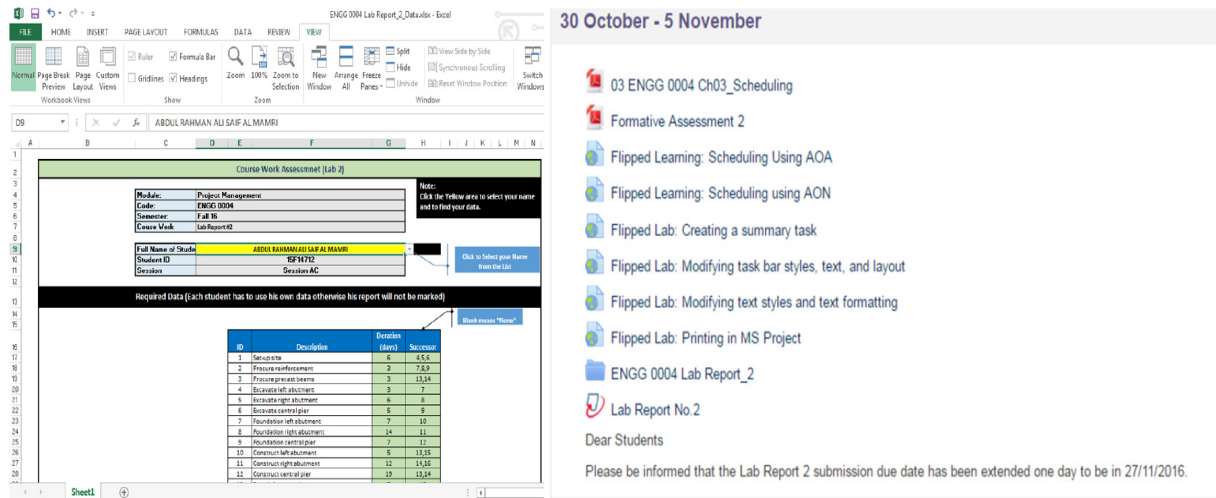 ENGG 0004 Lab Report_2_Data.xlsx - Excel
FILE HOME INSERT PAGE LAYOUT FORMULAS DATA REVIEW VIEW
Normal Page Break Preview Page Layout Custom Views
Workbook Views
Ruler Formula Bar
Gridlines Headings
Show
Zoom 100% Zoom to Selection
Zoom
New Window Arrange All Freeze Panes
Split
Hide
Unhide
View Side by Side
Synchronous Scrolling
Reset Window Position
Switch Windows
Window
D9 ABDUL RAHMAN ALI SAIF AL MAMRI
A B C D E F G H I J K L M N
Course Work Assessmnet (Lab 2)
Module: Project Management
Code: ENGG 0004
Semester: Fall 16
Couse Work Lab Report #2
Note:
Click the Yellow area to select your name
and to find your data.
Full Name of Stude ABDUL RAHMAN ALI SAIF AL MAMRI
Student ID 15F14712
Session Session AC
Click to Select your Name
from the List
Required Data (Each student has to use his own data otherwise his report will not be marked)
Blank means "None"
ID Description Duration (days) Successor
1 Set-up site 6 4,5,6
2 Procure reinforcement 3 7,8,9
3 Procure precast beams 3 13,14
4 Excavate left abutment 3 7
5 Excavate right abutment 6 8
6 Excavate central pier 5 9
7 Foundation left abutment 7 10
8 Foundation right abutment 14 11
9 Foundation central pier 7 12
10 Construct left abutment 5 13,15
11 Construct right abutment 12 14,16
12 Construct central pier 19 13,14
Sheet1
30 October - 5 November
03 ENGG 0004 Ch03_Scheduling
Formative Assessment 2
Flipped Learning: Scheduling Using AOA
Flipped Learning: Scheduling using AON
Flipped Lab: Creating a summary task
Flipped Lab: Modifying task bar styles, text, and layout
Flipped Lab: Modifying text styles and text formatting
Flipped Lab: Printing in MS Project
ENGG 0004 Lab Report_2
Lab Report No.2
Dear Students
Please be informed that the Lab Report 2 submission due date has been extended one day to be in 27/11/2016.